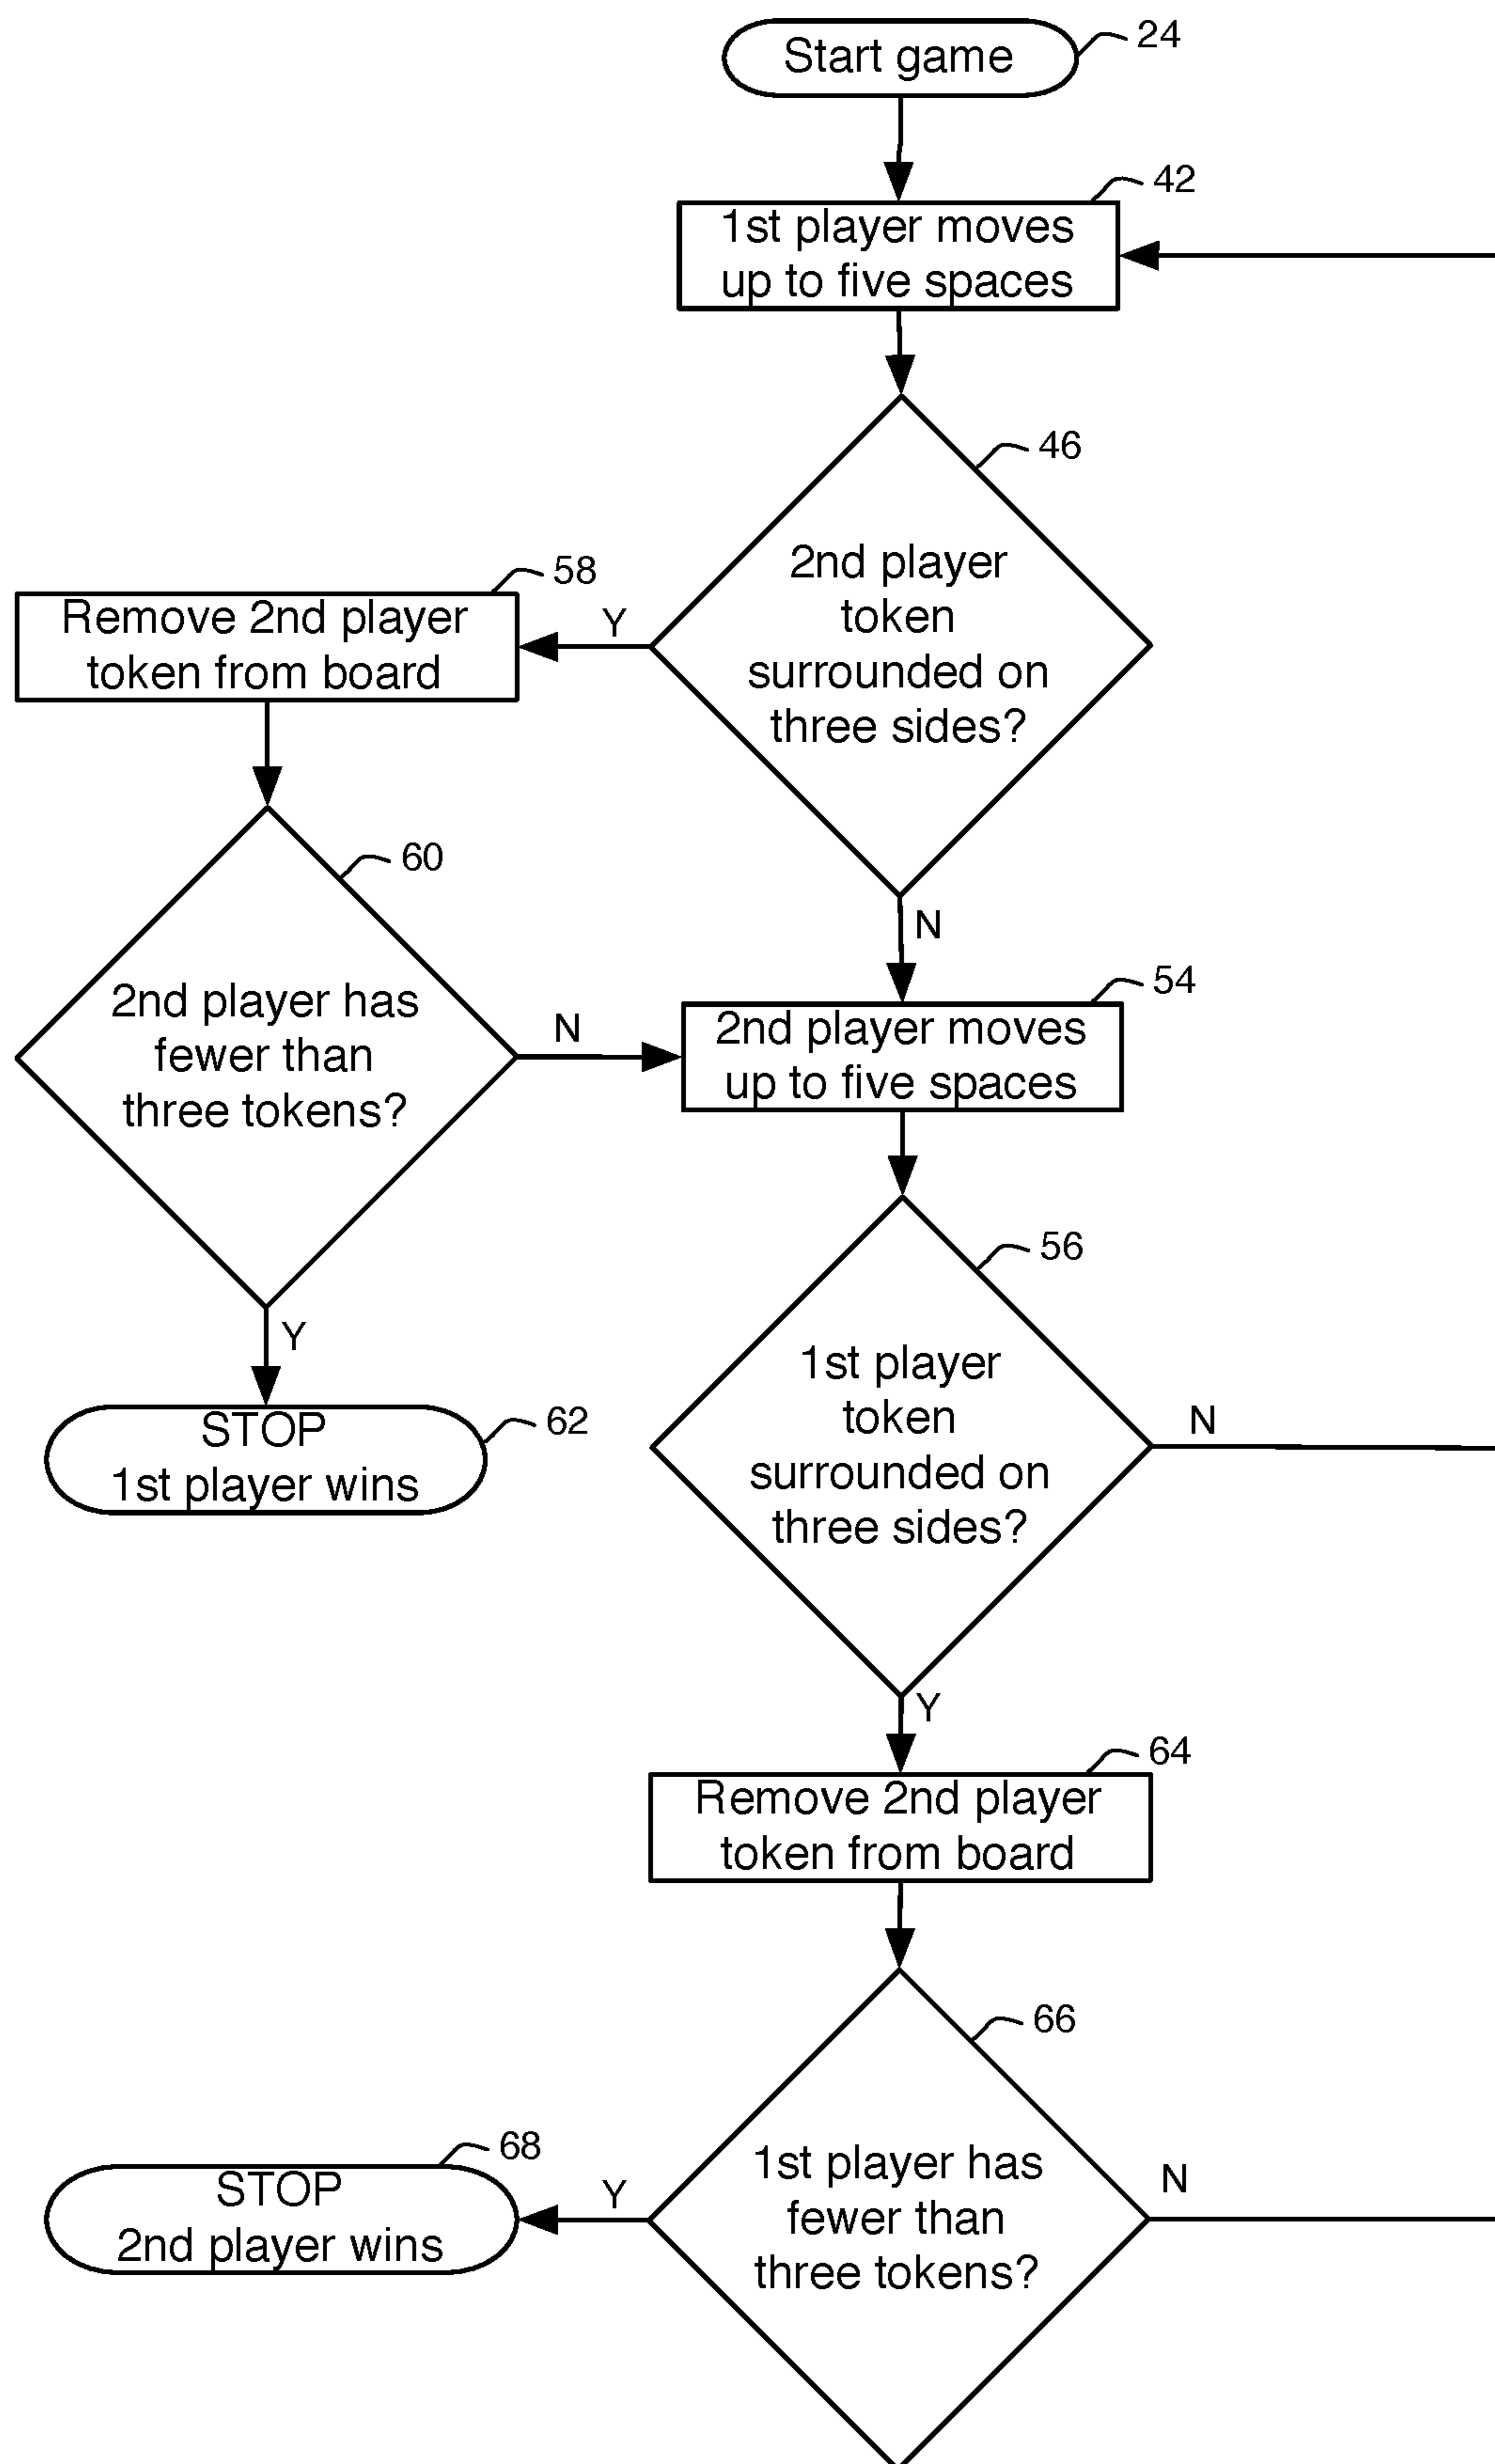 Start game
24
42
1st player moves
up to five spaces
46
2nd player
token
surrounded on
three sides?
Y
58
Remove 2nd player
token from board
60
2nd player has
fewer than
three tokens?
N
Y
STOP
1st player wins
62
N
54
2nd player moves
up to five spaces
56
1st player
token
surrounded on
three sides?
N
Y
64
Remove 2nd player
token from board
66
1st player has
fewer than
three tokens?
N
Y
68
STOP
2nd player wins